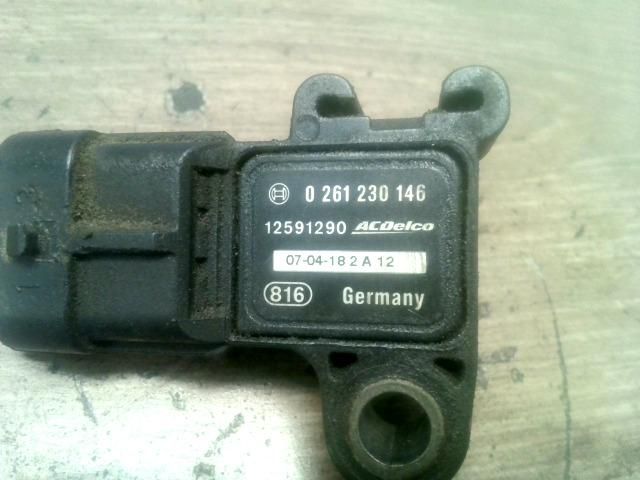 0 261 230 146
12591290 ACDelco
07-04-18 2 A 12
816 Germany